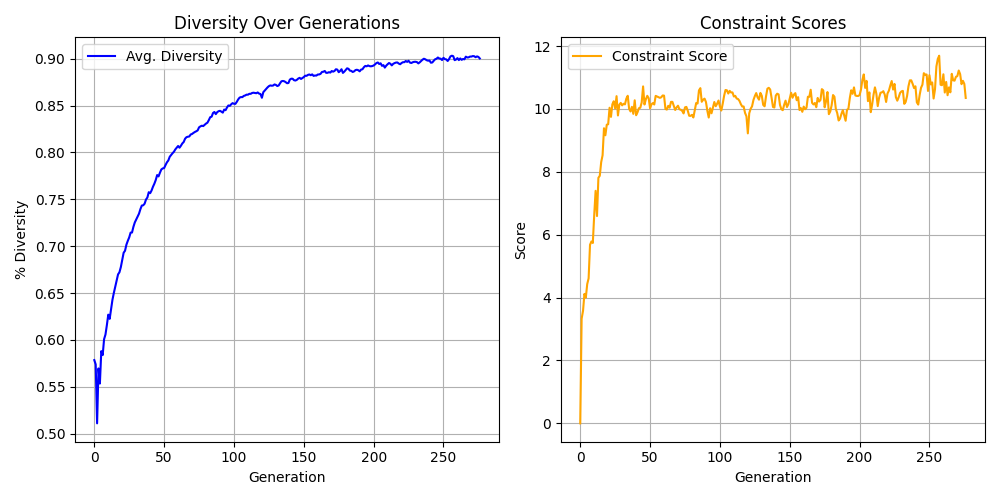 Diversity Over Generations
Avg. Diversity
% Diversity
0.90
0.85
0.80
0.75
0.70
0.65
0.60
0.55
0.50
0 50 100 150 200 250
Generation
Constraint Scores
Constraint Score
Score
12
10
8
6
4
2
0
0 50 100 150 200 250
Generation